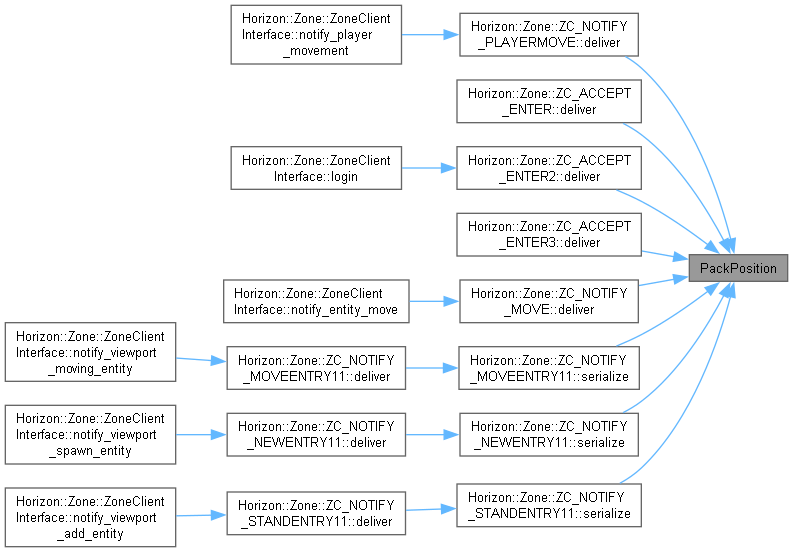 Horizon::Zone::ZoneClient
Interface::notify_player
_movement
Horizon::Zone::ZC_NOTIFY
_PLAYERMOVE::deliver
Horizon::Zone::ZC_ACCEPT
_ENTER::deliver
Horizon::Zone::ZoneClient
Interface::login
Horizon::Zone::ZC_ACCEPT
_ENTER2::deliver
Horizon::Zone::ZC_ACCEPT
_ENTER3::deliver
PackPosition
Horizon::Zone::ZoneClient
Interface::notify_entity_move
Horizon::Zone::ZC_NOTIFY
_MOVE::deliver
Horizon::Zone::ZoneClient
Interface::notify_viewport
_moving_entity
Horizon::Zone::ZC_NOTIFY
_MOVEENTRY11::deliver
Horizon::Zone::ZC_NOTIFY
_MOVEENTRY11::serialize
Horizon::Zone::ZoneClient
Interface::notify_viewport
_spawn_entity
Horizon::Zone::ZC_NOTIFY
_NEWENTRY11::deliver
Horizon::Zone::ZC_NOTIFY
_NEWENTRY11::serialize
Horizon::Zone::ZoneClient
Interface::notify_viewport
_add_entity
Horizon::Zone::ZC_NOTIFY
_STANDENTRY11::deliver
Horizon::Zone::ZC_NOTIFY
_STANDENTRY11::serialize